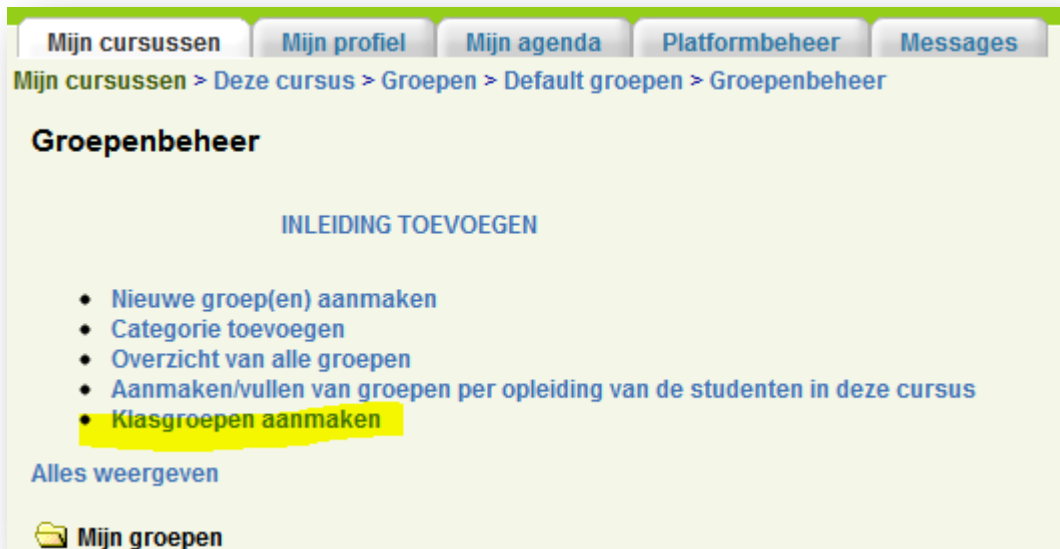 Mijn cursussen Mijn profiel Mijn agenda Platformbeheer Messages
Mijn cursussen > Deze cursus > Groepen > Default groepen > Groepenbeheer
Groepenbeheer
INLEIDING TOEVOEGEN
• Nieuwe groep(en) aanmaken
• Categorie toevoegen
• Overzicht van alle groepen
• Aanmaken/vullen van groepen per opleiding van de studenten in deze cursus
• Klasgroepen aanmaken
Alles weergeven
Mijn groepen